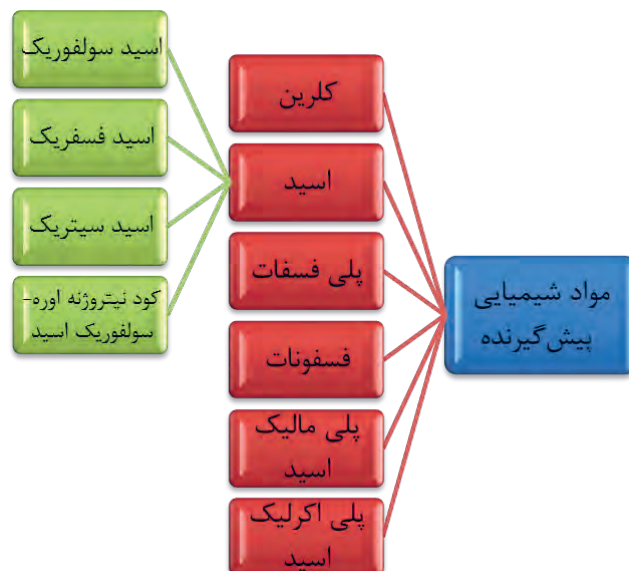 مواد شیمیایی
پیش‌گیرنده
کلرین
اسید
پلی فسفات
فسفونات
پلی مالیک
اسید
پلی اکرلیک
اسید
اسید سولفوریک
اسید فسفریک
اسید سیتریک
کود نیتروژنه اوره-
سولفوریک اسید